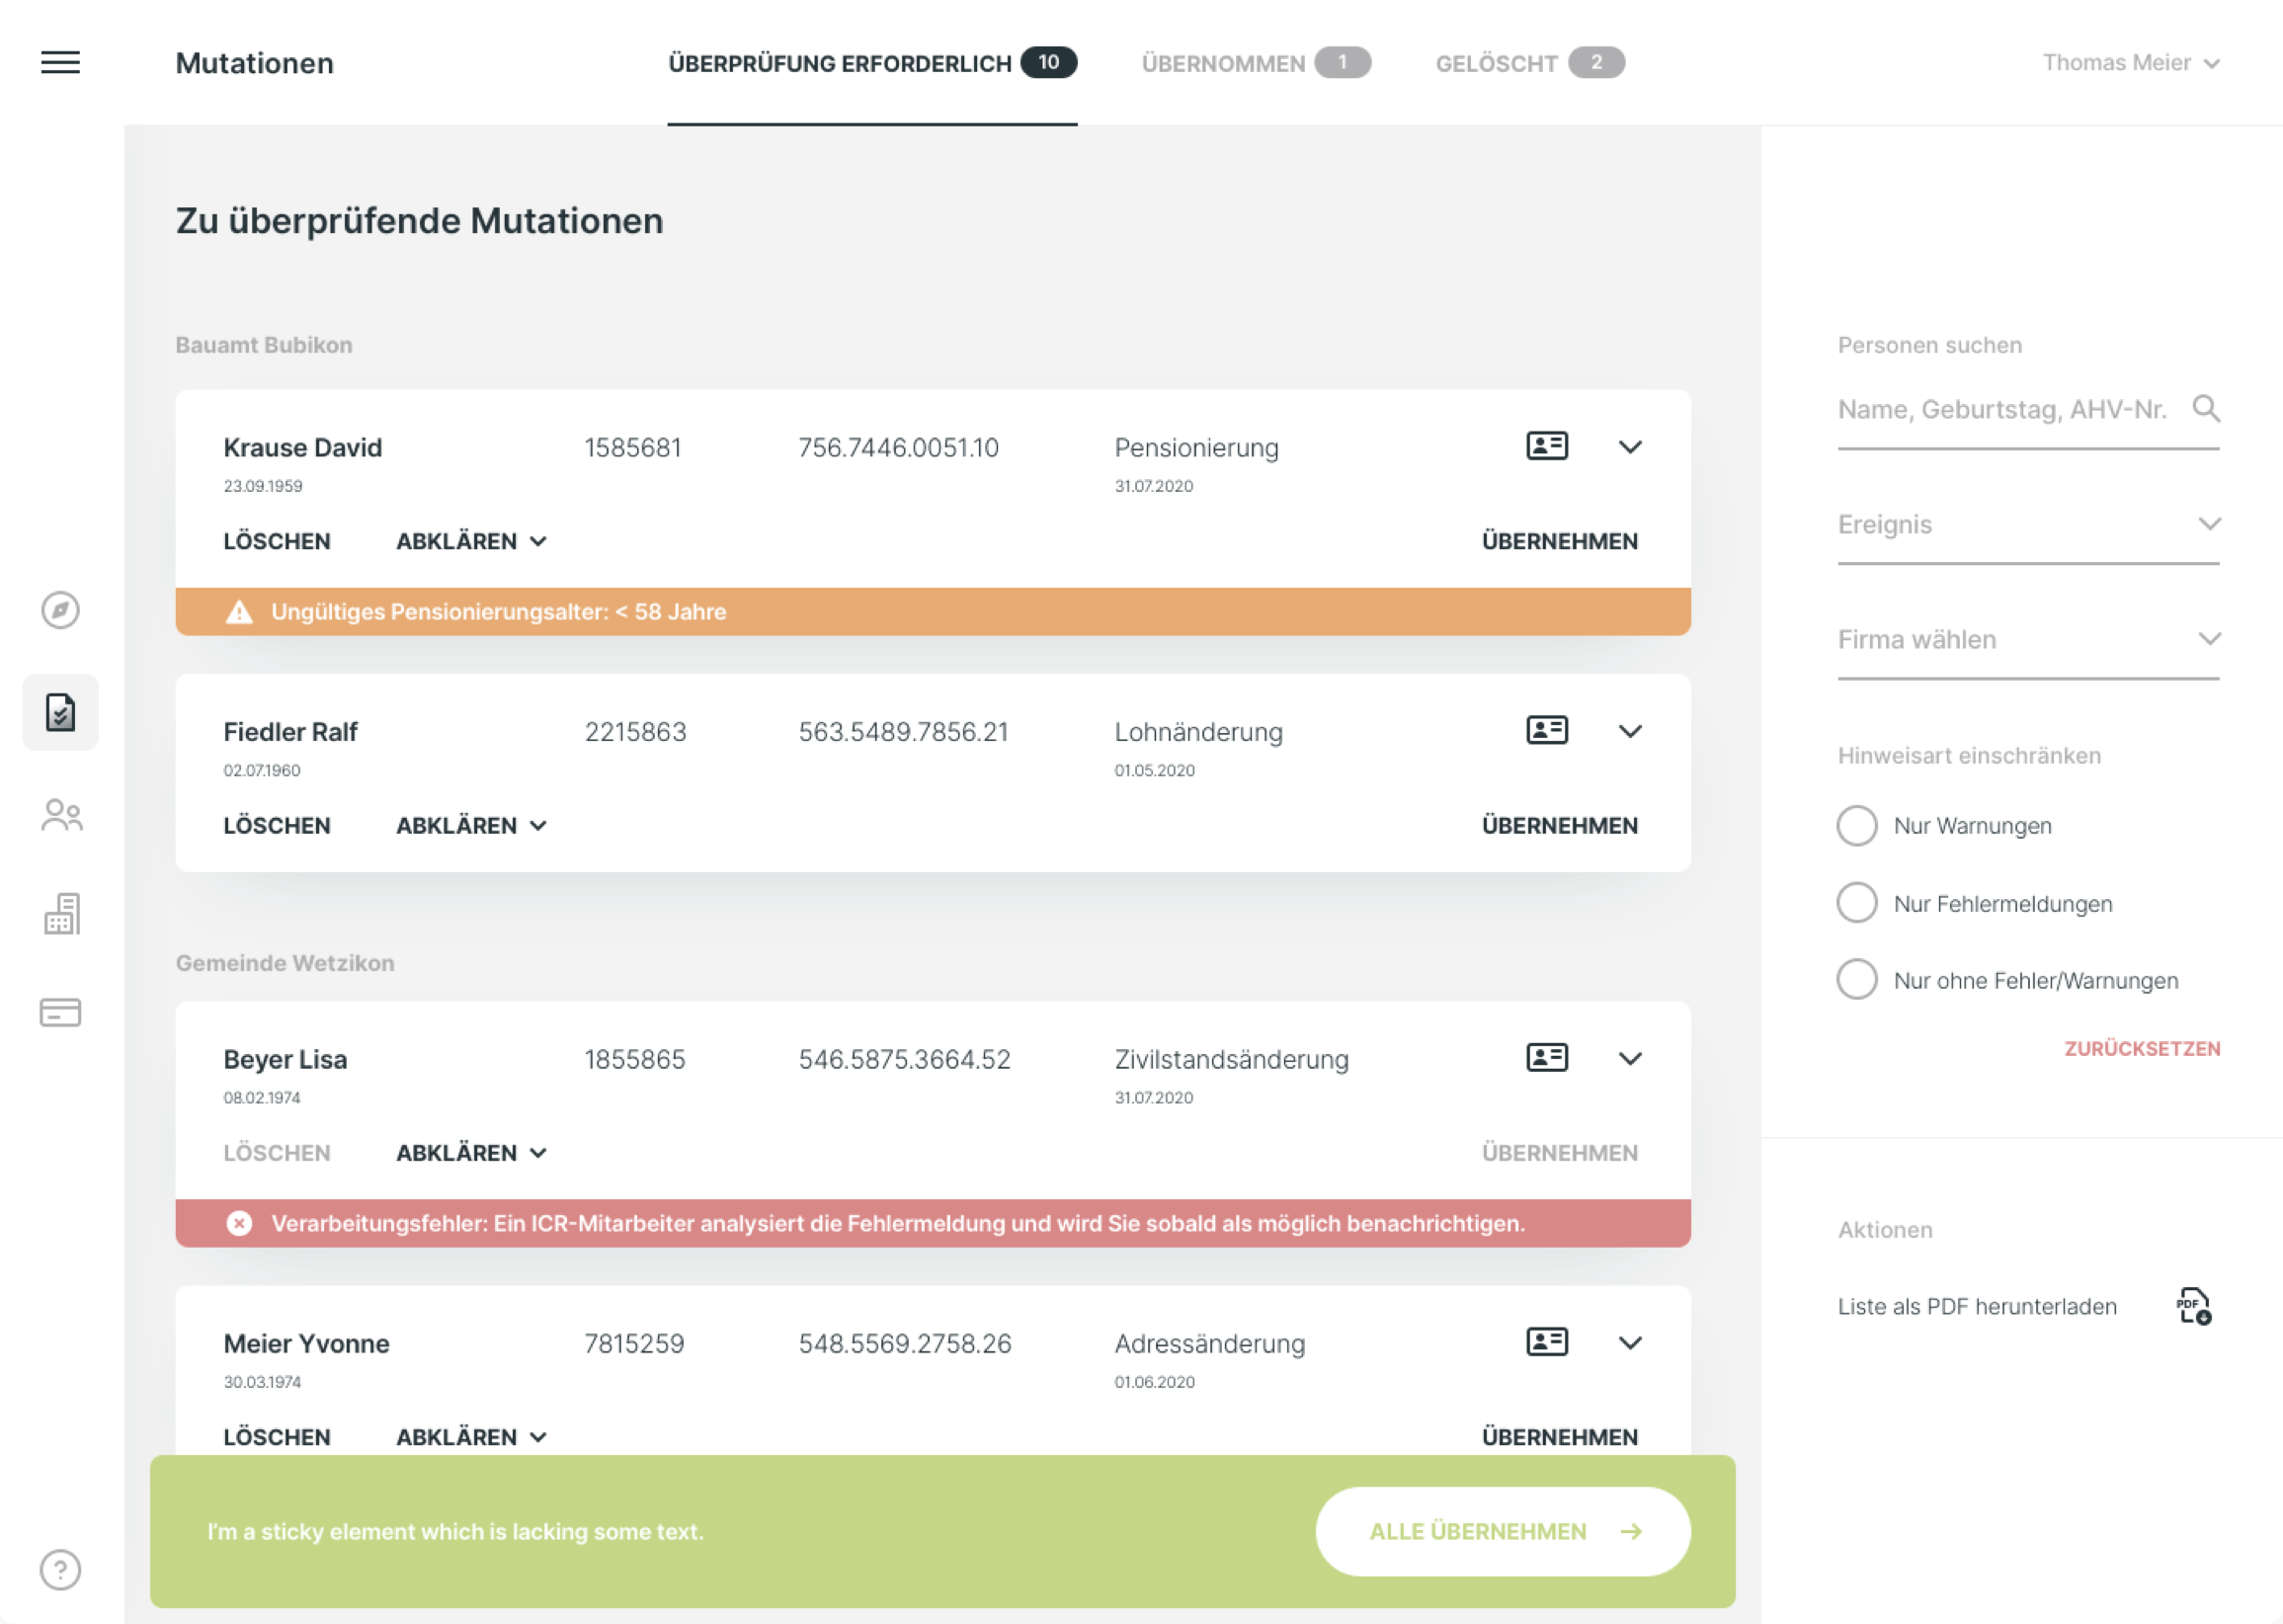 Mutationen
ÜBERPRÜFUNG ERFORDERLICH 10
ÜBERNOMMEN 1
GELÖSCHT 2
Thomas Meier
Zu überprüfende Mutationen
Bauamt Bubikon
Krause David 1585681 756.7446.0051.10 Pensionierung
23.09.1959 31.07.2020
LÖSCHEN ABKLÄREN ÜBERNEHMEN
Ungültiges Pensionierungsalter: < 58 Jahre
Fiedler Ralf 2215863 563.5489.7856.21 Lohnänderung
02.07.1960 01.05.2020
LÖSCHEN ABKLÄREN ÜBERNEHMEN
Gemeinde Wetzikon
Beyer Lisa 1855865 546.5875.3664.52 Zivilstandsänderung
08.02.1974 31.07.2020
LÖSCHEN ABKLÄREN ÜBERNEHMEN
Verarbeitungsfehler: Ein ICR-Mitarbeiter analysiert die Fehlermeldung und wird Sie sobald als möglich benachrichtigen.
Meier Yvonne 7815259 548.5569.2758.26 Adressänderung
30.03.1974 01.06.2020
LÖSCHEN ABKLÄREN ÜBERNEHMEN
I'm a sticky element which is lacking some text.
ALLE ÜBERNEHMEN
Personen suchen
Name, Geburtstag, AHV-Nr.
Ereignis
Firma wählen
Hinweisart einschränken
Nur Warnungen
Nur Fehlermeldungen
Nur ohne Fehler/Warnungen
ZURÜCKSETZEN
Aktionen
Liste als PDF herunterladen
PDF
?